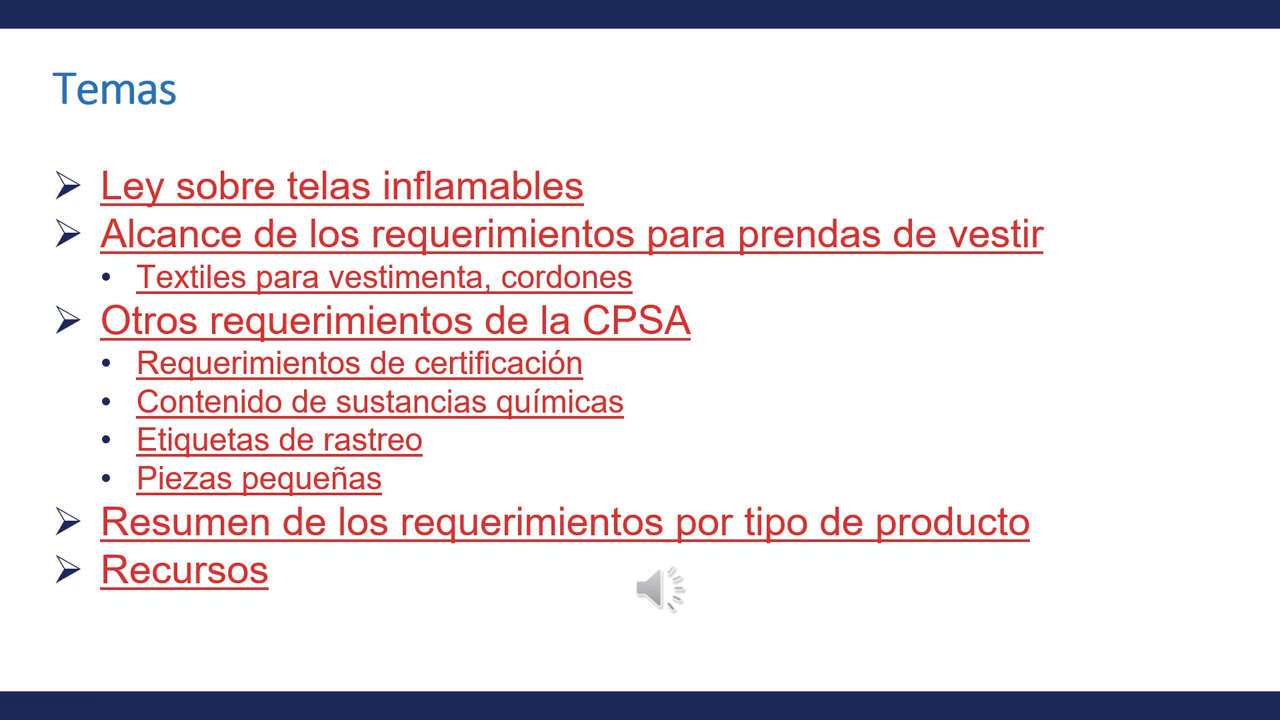 Temas
Ley sobre telas inflamables
Alcance de los requerimientos para prendas de vestir
Textiles para vestimenta, cordones
Otros requerimientos de la CPSA
Requerimientos de certificación
Contenido de sustancias químicas
Etiquetas de rastreo
Piezas pequeñas
Resumen de los requerimientos por tipo de producto
Recursos